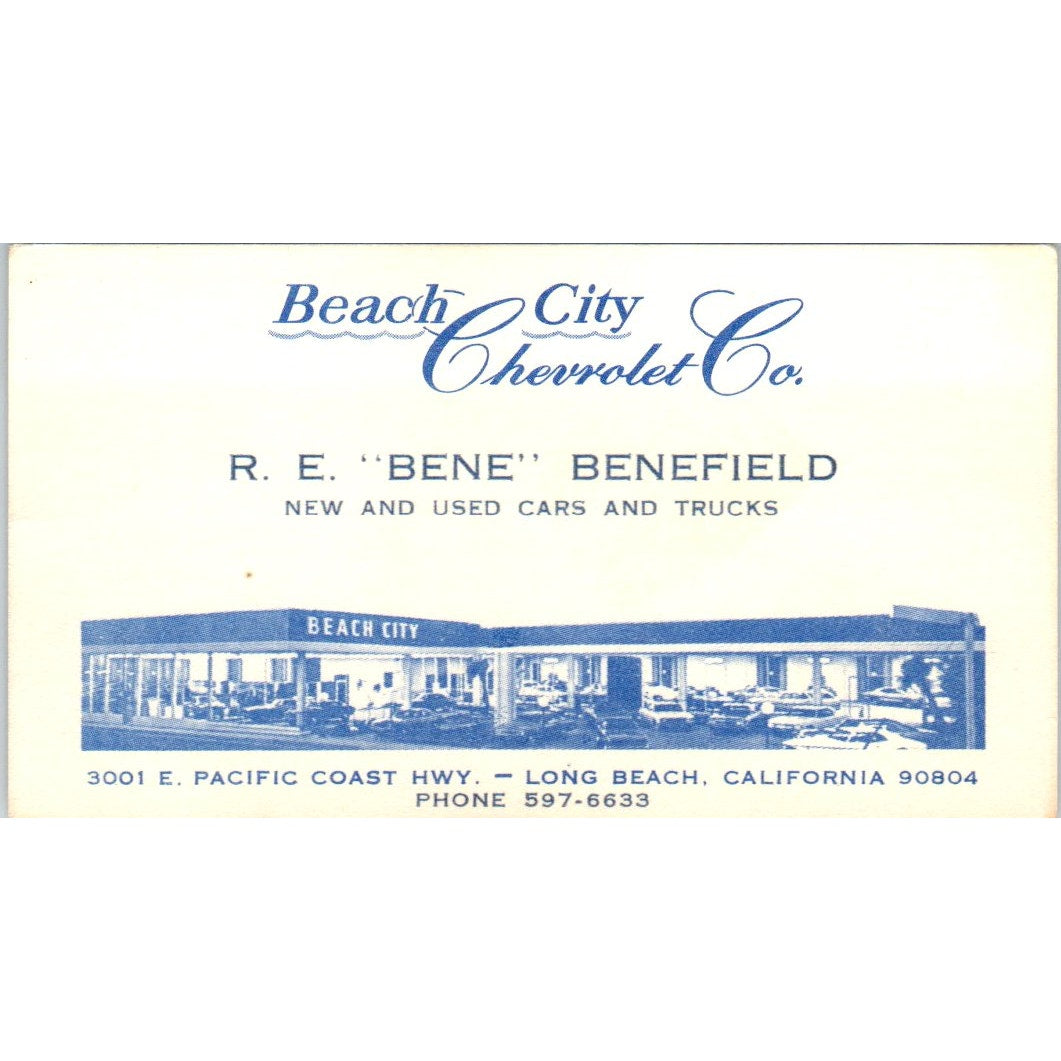 Beach City
Chevrolet Co.
R. E. "BENE" BENEFIELD
NEW AND USED CARS AND TRUCKS
BEACH CITY
3001 E. PACIFIC COAST HWY. — LONG BEACH, CALIFORNIA 90804
PHONE 597-6633